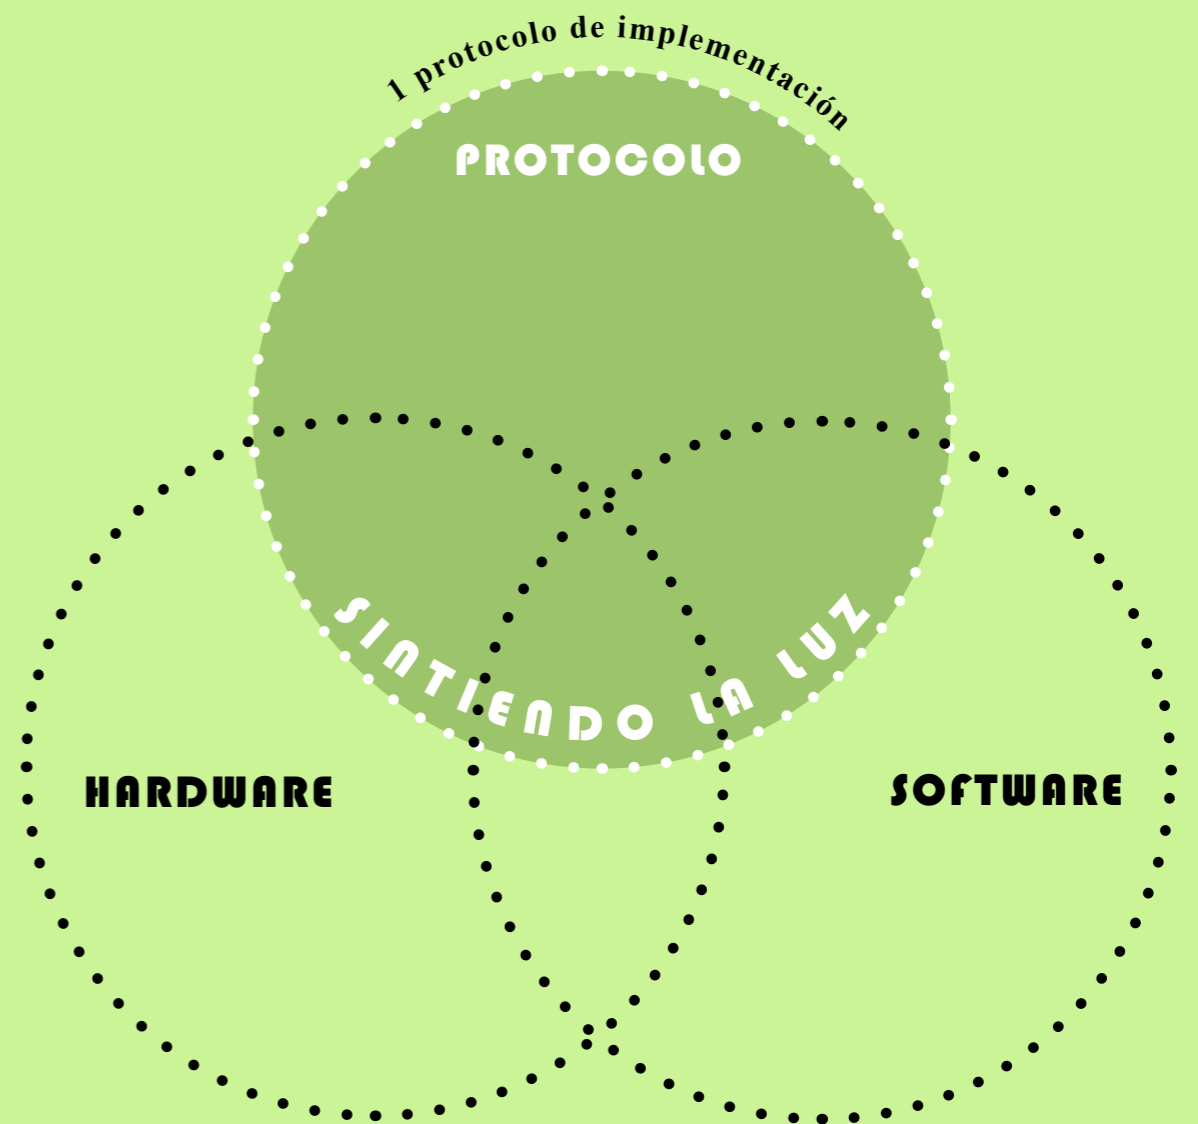 1 protocolo de implementación
PROTOCOLO
SINTIENDO LA LUZ
HARDWARE
SOFTWARE